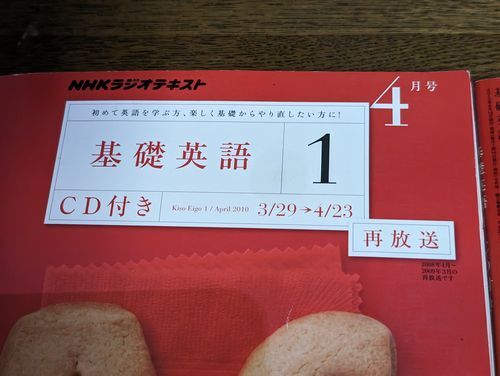 NHKラジオテキスト
4月号
初めて英語を学ぶ方、楽しく基礎からやり直したい方に!
基礎英語 1
CD付き Kiso Eigo 1 / April 2010 3/29→4/23
再放送
2008年4月~
2009年3月の
再放送です